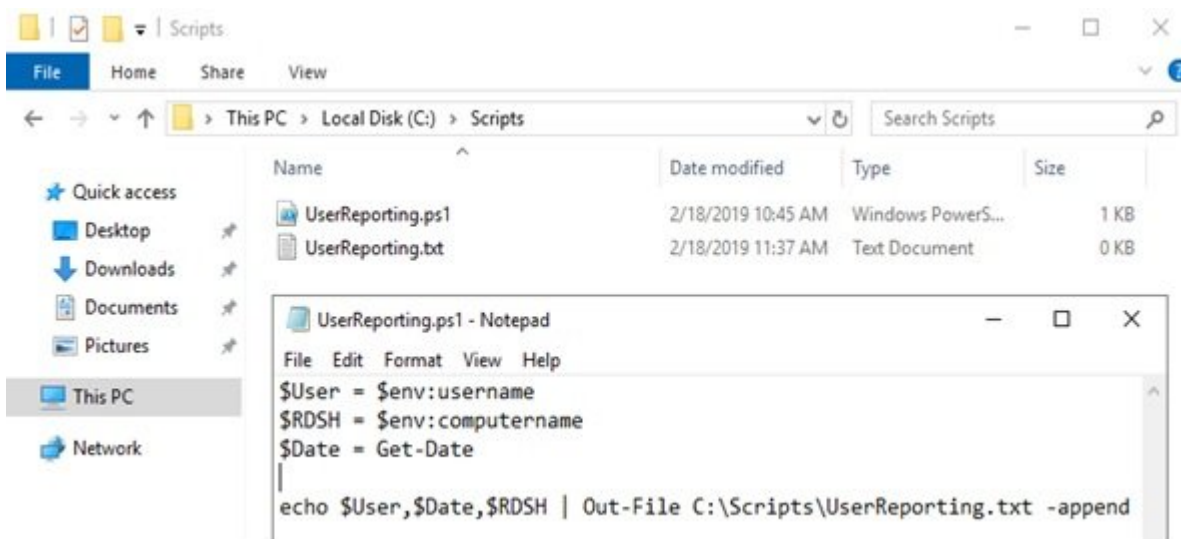 Scripts
File Home Share View
This PC > Local Disk (C:) > Scripts Search Scripts
Name Date modified Type Size
Quick access
UserReporting.ps1 2/18/2019 10:45 AM Windows PowerS... 1 KB
Desktop
UserReporting.txt 2/18/2019 11:37 AM Text Document 0 KB
Downloads
Documents
Pictures
This PC
Network
UserReporting.ps1 - Notepad
File Edit Format View Help
$User = $env:username
$RDSH = $env:computername
$Date = Get-Date
echo $User,$Date,$RDSH | Out-File C:\Scripts\UserReporting.txt -append